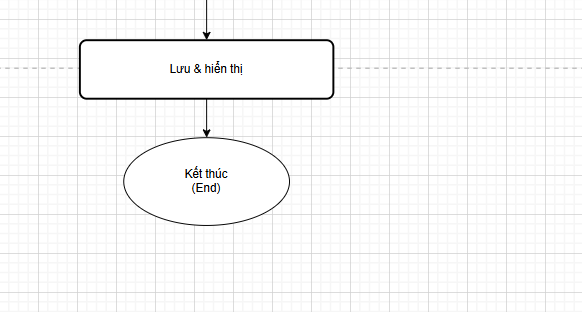 Lưu & hiển thị
Kết thúc
(End)